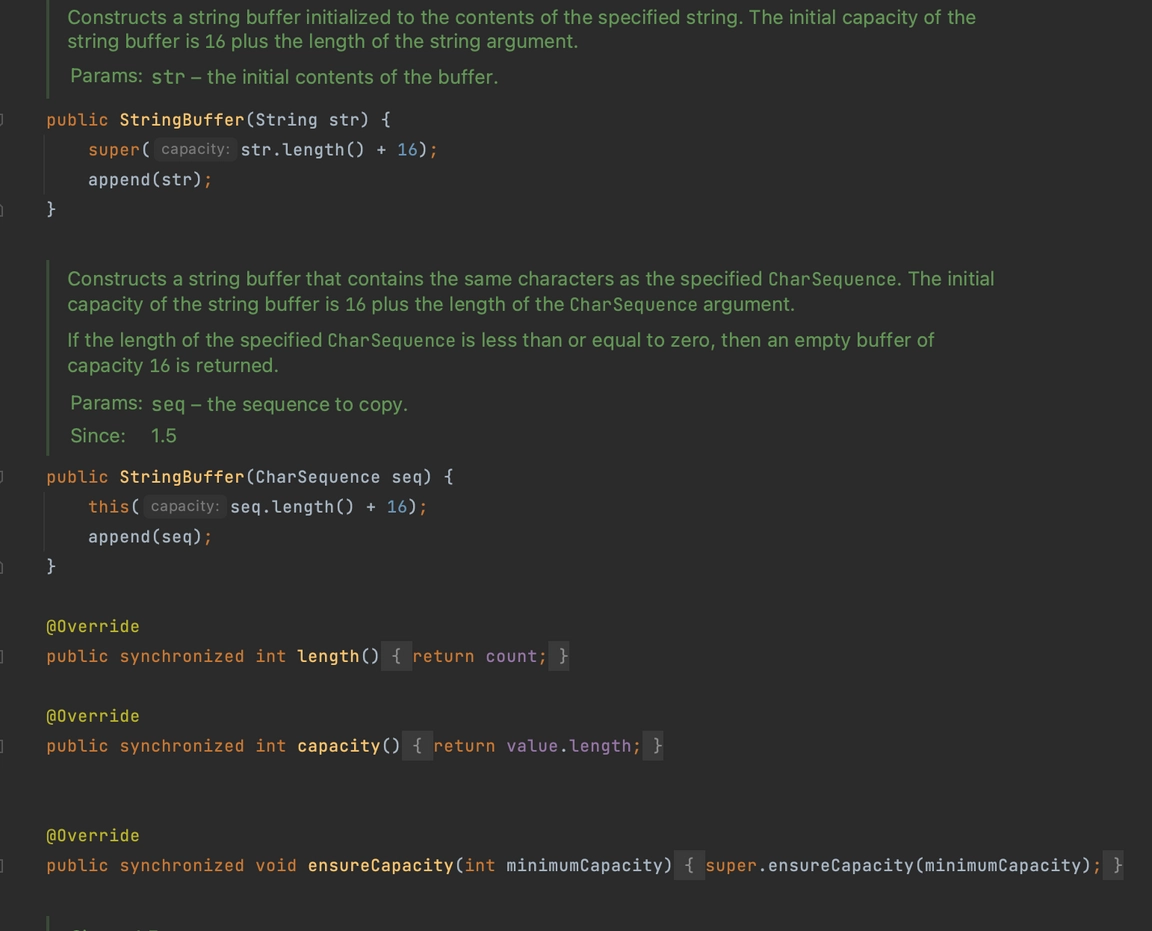 Constructs a string buffer initialized to the contents of the specified string. The initial capacity of the
string buffer is 16 plus the length of the string argument.
Params: str – the initial contents of the buffer.
public StringBuffer(String str) {
super( capacity: str.length() + 16);
append(str);
}
Constructs a string buffer that contains the same characters as the specified CharSequence. The initial
capacity of the string buffer is 16 plus the length of the CharSequence argument.
If the length of the specified CharSequence is less than or equal to zero, then an empty buffer of
capacity 16 is returned.
Params: seq – the sequence to copy.
Since: 1.5
public StringBuffer(CharSequence seq) {
this( capacity: seq.length() + 16);
append(seq);
}
@Override
public synchronized int length() { return count; }
@Override
public synchronized int capacity() { return value.length; }
@Override
public synchronized void ensureCapacity(int minimumCapacity) { super.ensureCapacity(minimumCapacity); }